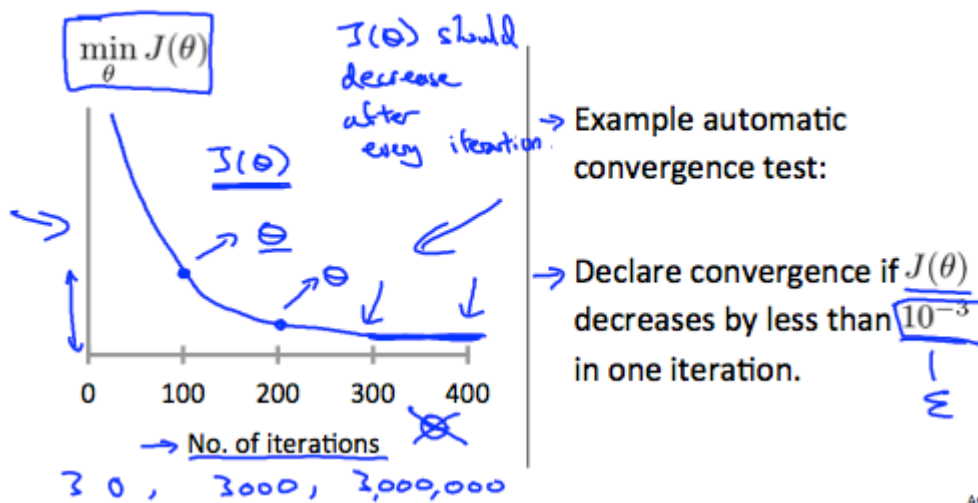 min J(θ)
θ
J(θ) should
decrease
after
every iteration.
J(θ)
θ
θ
0 100 200 300 400
θ
→ No. of iterations
30, 3000, 3,000,000
→ Example automatic
convergence test:
→ Declare convergence if J(θ)
decreases by less than 10⁻³
in one iteration.
ε